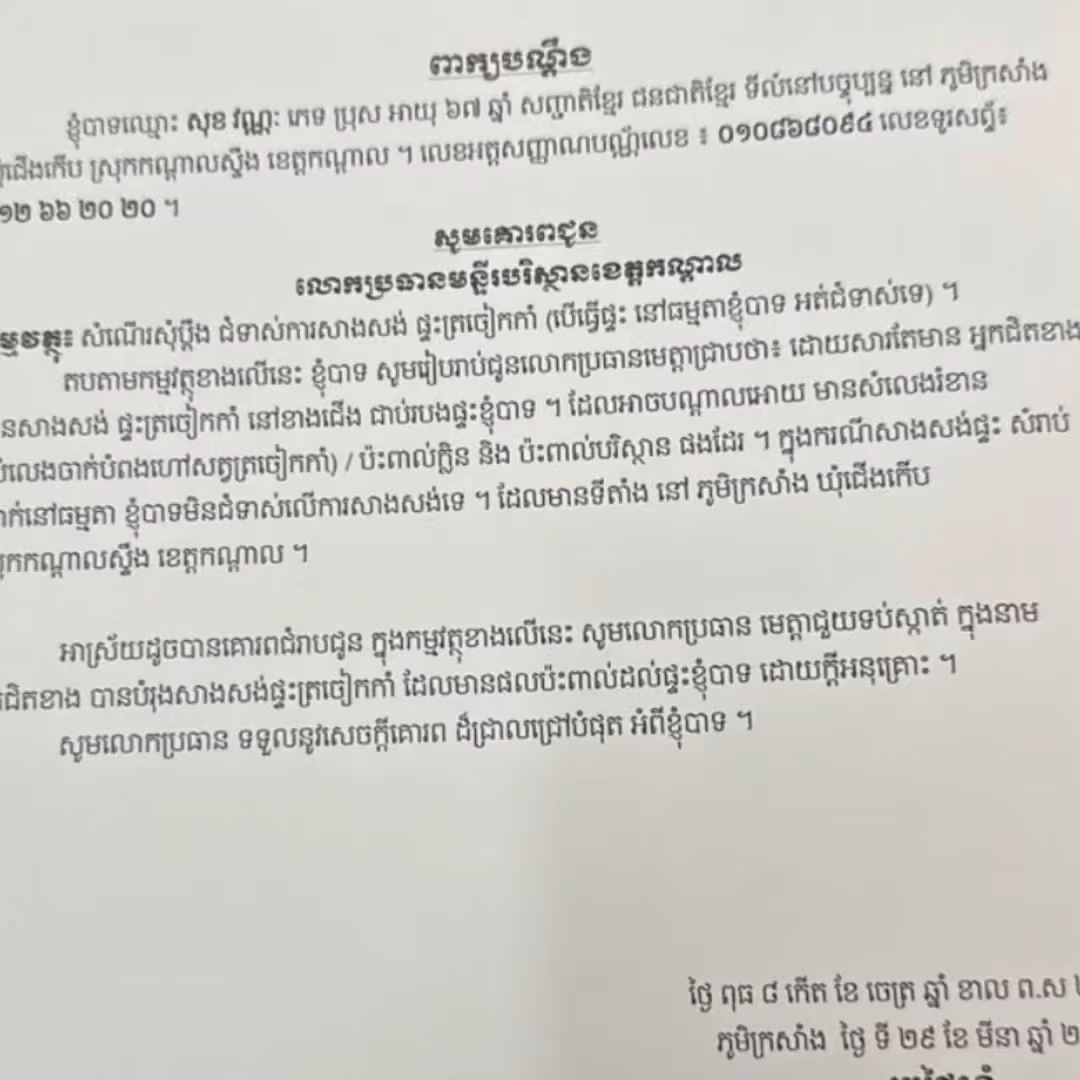 ពាក្យបណ្តឹង
ខ្ញុំបាទឈ្មោះ សុខ វណ្ណៈ ភេទ ប្រុស អាយុ ៦៧ ឆ្នាំ សញ្ជាតិខ្មែរ ជនជាតិខ្មែរ ទីលំនៅបច្ចុប្បន្ន នៅ ភូមិក្រសាំង
ឃុំជើងកើប ស្រុកកណ្តាលស្ទឹង ខេត្តកណ្តាល ។ លេខអត្តសញ្ញាណបណ្ណ័លេខ ៖ ០១០៨៦៨០៩៤ លេខទូរសព្ទ័៖
១២ ៦៦ ២០ ២០ ។
សូមគោរពជូន
លោកប្រធានមន្ទីរបរិស្ថានខេត្តកណ្តាល
ម្មវត្ថុ៖ សំណើរសុំប្តឹង ជំទាស់ការសាងសង់ ផ្ទះត្រចៀកកាំ (បើធ្វើផ្ទះ នៅធម្មតាខ្ញុំបាទ អត់ជំទាស់ទេ) ។
តបតាមកម្មវត្ថុខាងលើនេះ ខ្ញុំបាទ សូមរៀបរាប់ជូនលោកប្រធានមេត្តាជ្រាបថា៖ ដោយសារតែមាន អ្នកជិតខាង
នសាងសង់ ផ្ទះត្រចៀកកាំ នៅខាងជើង ជាប់របងផ្ទះខ្ញុំបាទ ។ ដែលអាចបណ្តាលអោយ មានសំលេងរំខាន
សំលេងចាក់បំពងហៅសត្វត្រចៀកកាំ) / ប៉ះពាល់ក្លិន និង ប៉ះពាល់បរិស្ថាន ផងដែរ ។ ក្នុងករណីសាងសង់ផ្ទះ សំរាប់
ាក់នៅធម្មតា ខ្ញុំបាទមិនជំទាស់លើការសាងសង់ទេ ។ ដែលមានទីតាំង នៅ ភូមិក្រសាំង ឃុំជើងកើប
ស្រុកកណ្តាលស្ទឹង ខេត្តកណ្តាល ។
អាស្រ័យដូចបានគោរពជំរាបជូន ក្នុងកម្មវត្ថុខាងលើនេះ សូមលោកប្រធាន មេត្តាជួយទប់ស្កាត់ ក្នុងនាម
ជិតខាង បានបំរុងសាងសង់ផ្ទះត្រចៀកកាំ ដែលមានផលប៉ះពាល់ដល់ផ្ទះខ្ញុំបាទ ដោយក្តីអនុគ្រោះ ។
សូមលោកប្រធាន ទទួលនូវសេចក្តីគោរព ដ៏ជ្រាលជ្រៅបំផុត អំពីខ្ញុំបាទ ។
ថ្ងៃ ពុធ ៨ កើត ខែ ចេត្រ ឆ្នាំ ខាល ព.ស
ភូមិក្រសាំង ថ្ងៃ ទី ២៩ ខែ មីនា ឆ្នាំ ២